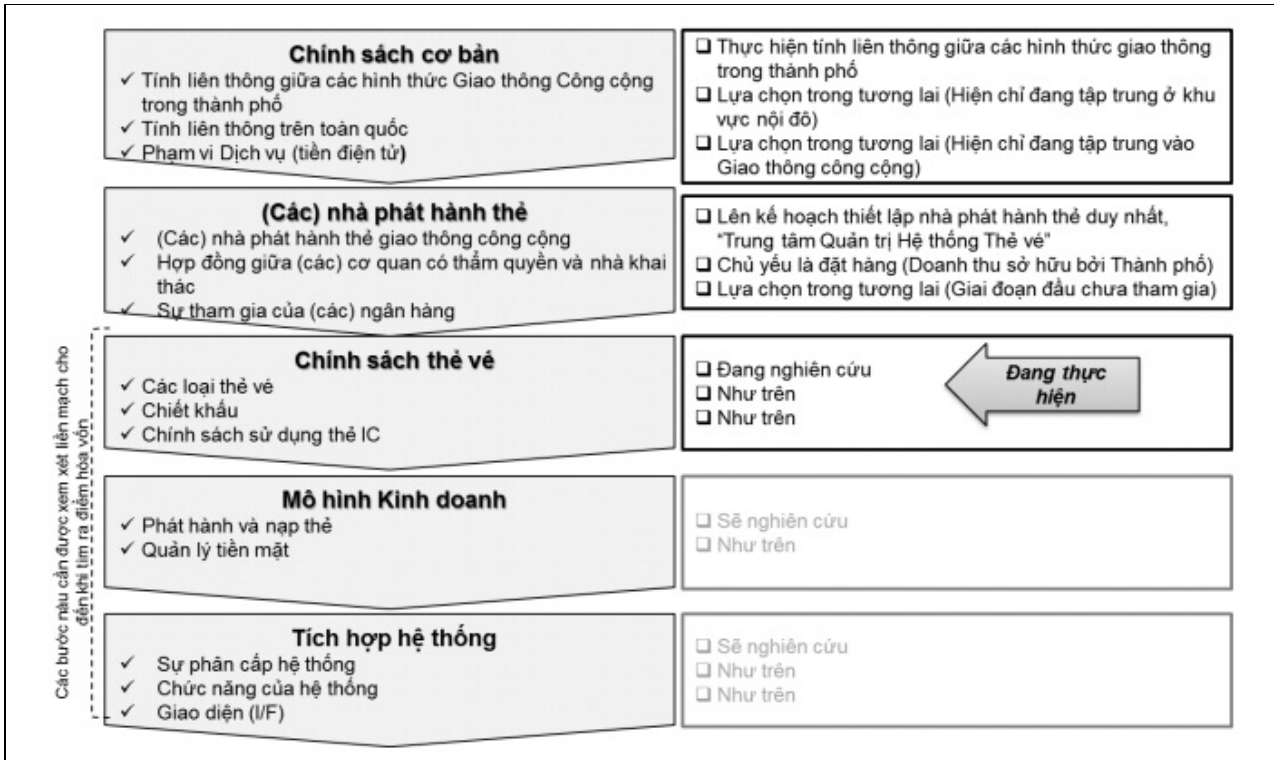 Chính sách cơ bản
✓ Tính liên thông giữa các hình thức Giao thông Công cộng
trong thành phố
✓ Tính liên thông trên toàn quốc
✓ Phạm vi Dịch vụ (tiền điện tử)
❑ Thực hiện tính liên thông giữa các hình thức giao thông
trong thành phố
❑ Lựa chọn trong tương lai (Hiện chỉ đang tập trung ở khu
vực nội đô)
❑ Lựa chọn trong tương lai (Hiện chỉ đang tập trung vào
Giao thông công cộng)
(Các) nhà phát hành thẻ
✓ (Các) nhà phát hành thẻ giao thông công cộng
✓ Hợp đồng giữa (các) cơ quan có thẩm quyền và nhà khai
thác
✓ Sự tham gia của (các) ngân hàng
❑ Lên kế hoạch thiết lập nhà phát hành thẻ duy nhất,
“Trung tâm Quản trị Hệ thống Thẻ vé”
❑ Chủ yếu là đặt hàng (Doanh thu sở hữu bởi Thành phố)
❑ Lựa chọn trong tương lai (Giai đoạn đầu chưa tham gia)
Các bước nàu cần được xem xét liền mạch cho
đến khi tìm ra điểm hòa vốn
Chính sách thẻ vé
✓ Các loại thẻ vé
✓ Chiết khấu
✓ Chính sách sử dụng thẻ IC
❑ Đang nghiên cứu
❑ Như trên
❑ Như trên
Đang thực
hiện
Mô hình Kinh doanh
✓ Phát hành và nạp thẻ
✓ Quản lý tiền mặt
❑ Sẽ nghiên cứu
❑ Như trên
Tích hợp hệ thống
✓ Sự phân cấp hệ thống
✓ Chức năng của hệ thống
✓ Giao diện (I/F)
❑ Sẽ nghiên cứu
❑ Như trên
❑ Như trên